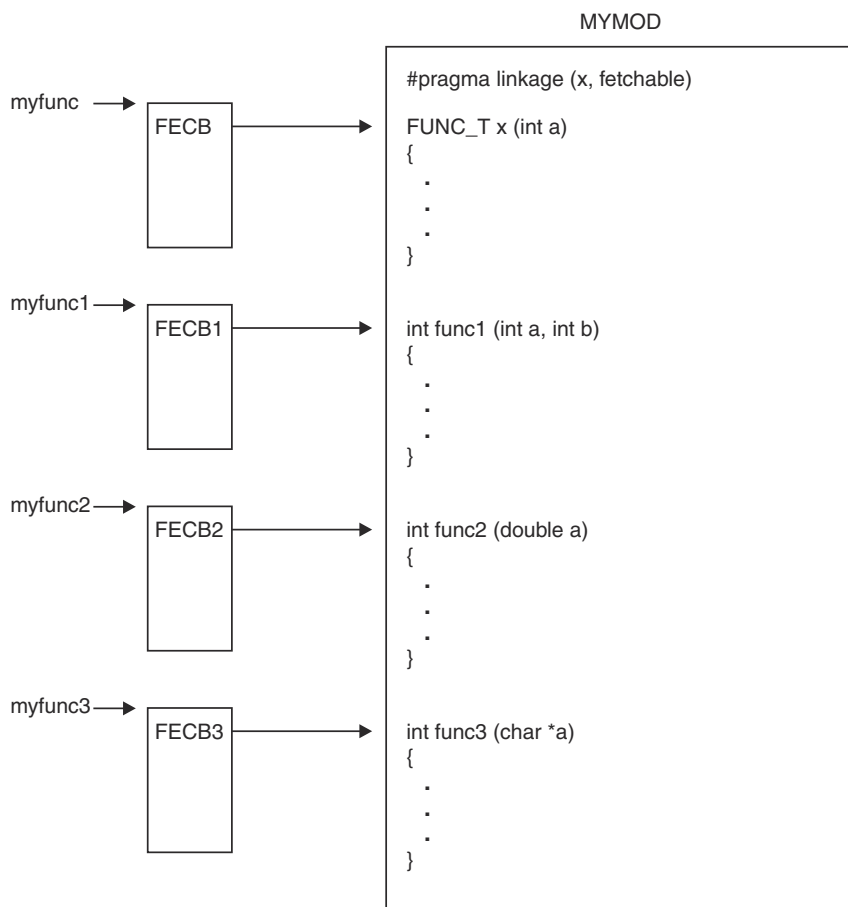 MYMOD
#pragma linkage (x, fetchable)
myfunc
FECB
FUNC_T x (int a)
{
.
.
.
}
myfunc1
FECB1
int func1 (int a, int b)
{
.
.
.
}
myfunc2
FECB2
int func2 (double a)
{
.
.
.
}
myfunc3
FECB3
int func3 (char *a)
{
.
.
.
}